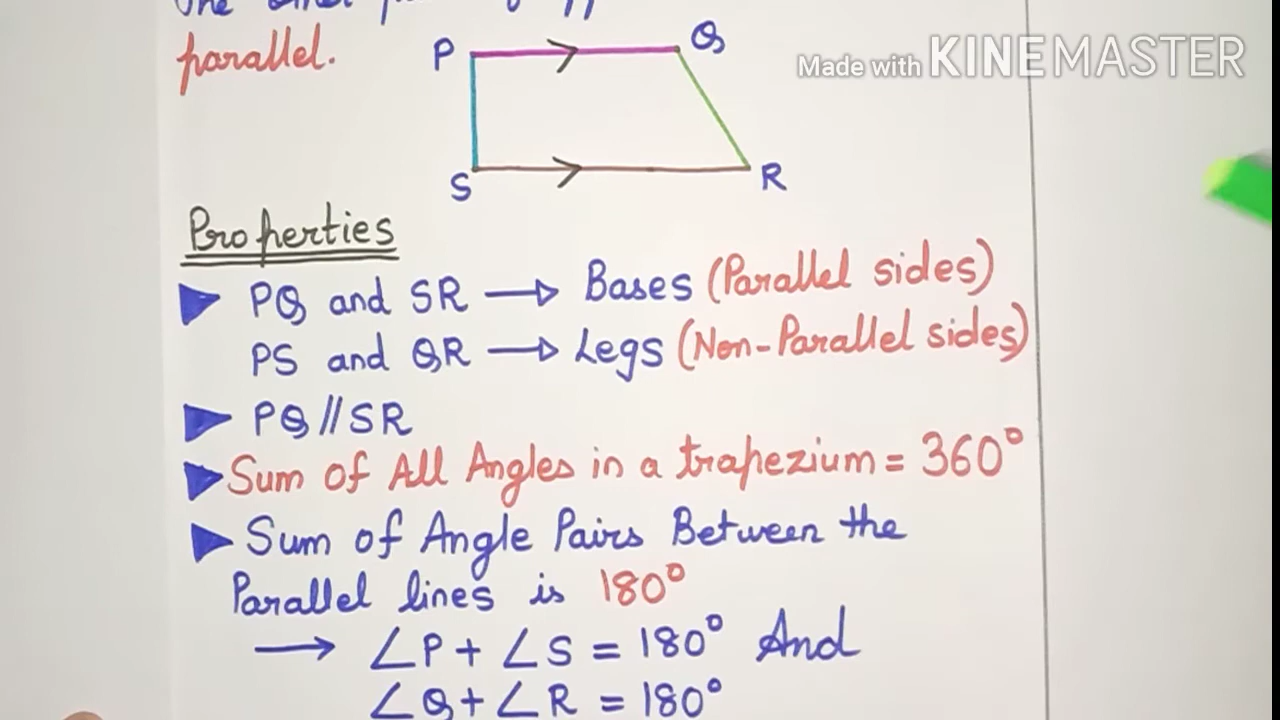 parallel.
P
Q
Made with KINEMASTER
S
R
Properties
PQ and SR → Bases (Parallel sides)
PS and QR → Legs (Non-Parallel sides)
PQ // SR
Sum of All Angles in a trapezium = 360°
Sum of Angle Pairs Between the
Parallel lines is 180°
→ ∠P + ∠S = 180° And
∠Q + ∠R = 180°